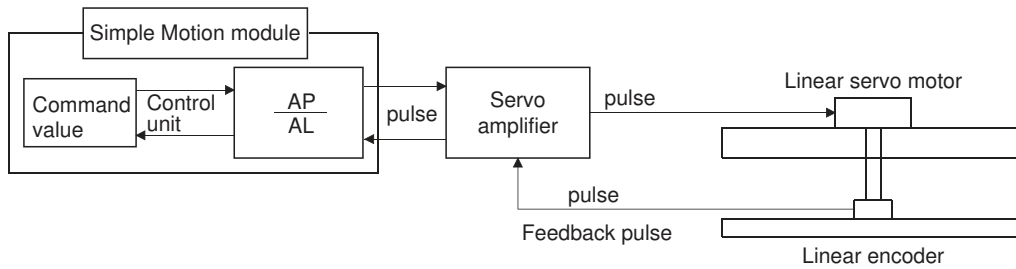 Simple Motion module
Command
value
Control
unit
AP
AL
pulse
Servo
amplifier
pulse
Linear servo motor
pulse
Feedback pulse
Linear encoder